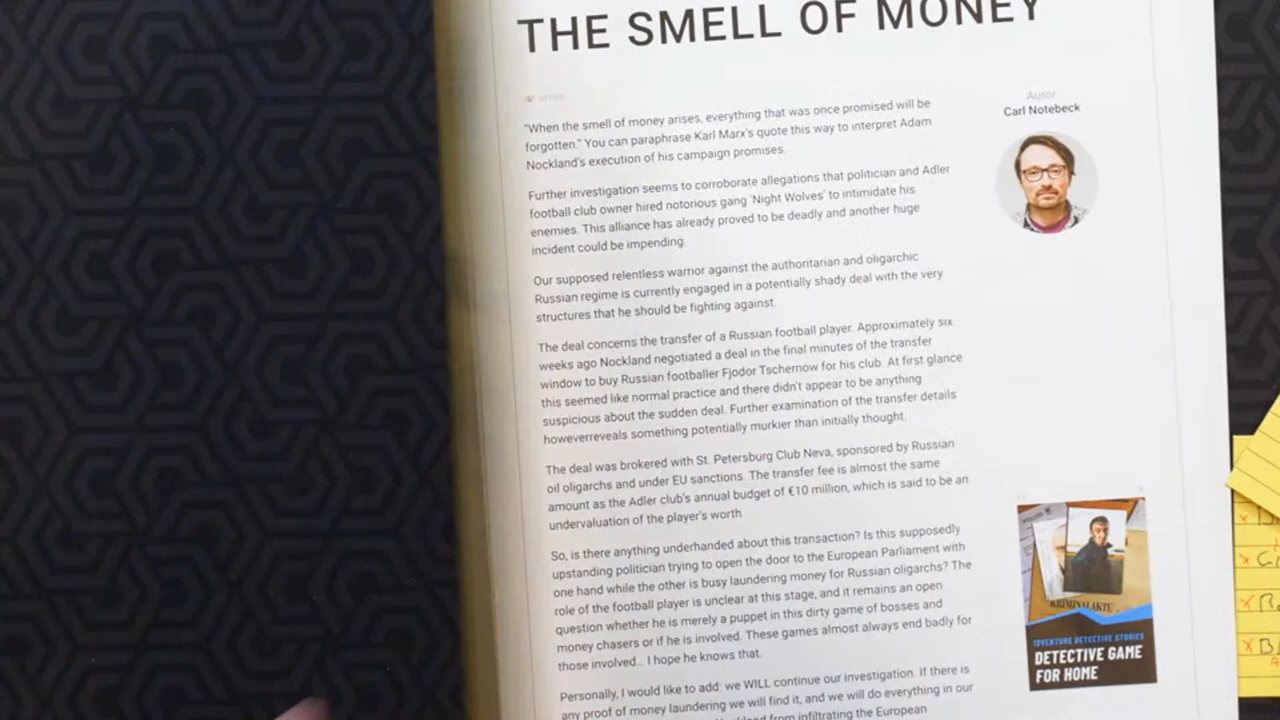 THE SMELL OF MONEY
Autor
Carl Notebeck
"When the smell of money arises, everything that was once promised will be
forgotten." You can paraphrase Karl Marx's quote this way to interpret Adam
Nockland's execution of his campaign promises.
Further investigation seems to corroborate allegations that politician and Adler
football club owner hired notorious gang 'Night Wolves' to intimidate his
enemies. This alliance has already proved to be deadly and another huge
incident could be impending.
Our supposed relentless warrior against the authoritarian and oligarchic
Russian regime is currently engaged in a potentially shady deal with the very
structures that he should be fighting against.
The deal concerns the transfer of a Russian football player. Approximately six
weeks ago Nockland negotiated a deal in the final minutes of the transfer
window to buy Russian footballer Fjodor Tschernow for his club. At first glance
this seemed like normal practice and there didn't appear to be anything
suspicious about the sudden deal. Further examination of the transfer details
howeverreveals something potentially murkier than initially thought.
The deal was brokered with St. Petersburg Club Neva, sponsored by Russian
oil oligarchs and under EU sanctions. The transfer fee is almost the same
amount as the Adler club's annual budget of €10 million, which is said to be an
undervaluation of the player's worth.
So, is there anything underhanded about this transaction? Is this supposedly
upstanding politician trying to open the door to the European Parliament with
one hand while the other is busy laundering money for Russian oligarchs? The
role of the football player is unclear at this stage, and it remains an open
question whether he is merely a puppet in this dirty game of bosses and
money chasers or if he is involved. These games almost always end badly for
those involved... I hope he knows that.
Personally, I would like to add: we WILL continue our investigation. If there is
any proof of money laundering we will find it, and we will do everything in our
from infiltrating the European
KRIMINALAKTE
ADVENTURE DETECTIVE STORIES
DETECTIVE GAME
FOR HOME